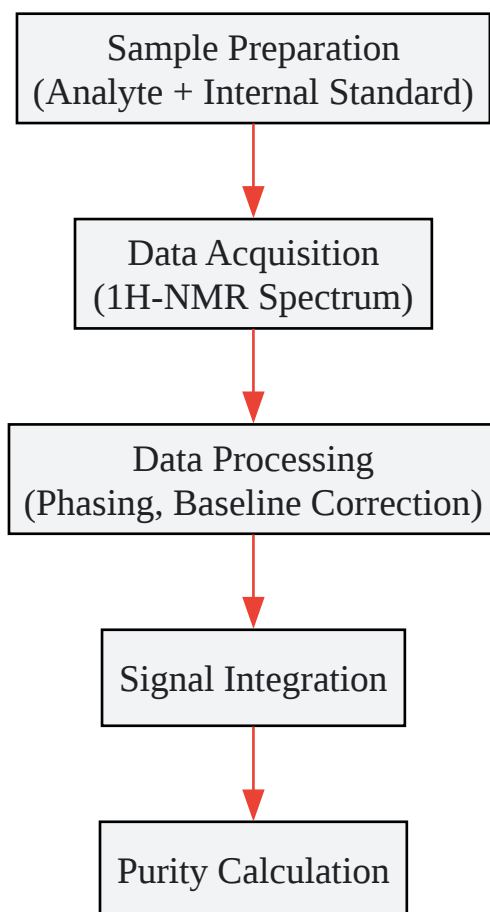 Sample Preparation
(Analyte + Internal Standard)
Data Acquisition
(1H-NMR Spectrum)
Data Processing
(Phasing, Baseline Correction)
Signal Integration
Purity Calculation